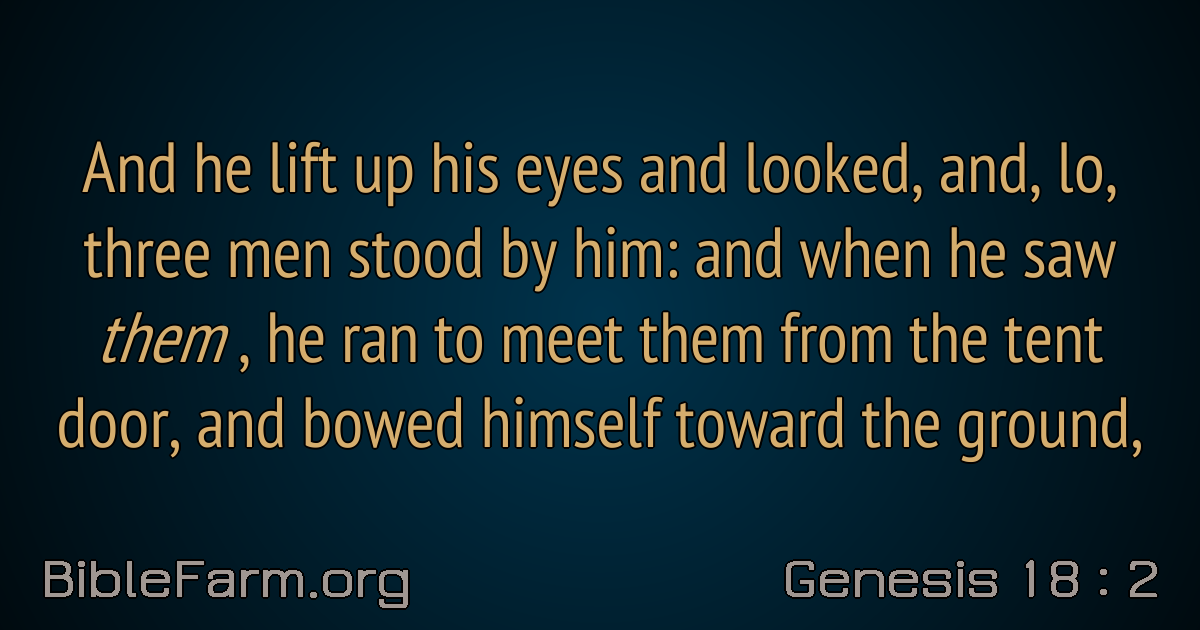 And he lift up his eyes and looked, and, lo,
three men stood by him: and when he saw
them , he ran to meet them from the tent
door, and bowed himself toward the ground,
BibleFarm.org
Genesis 18 : 2